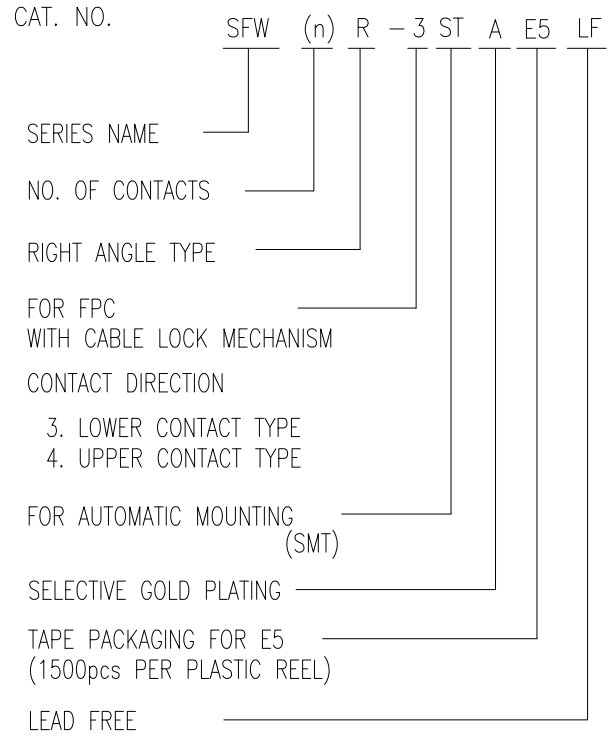 CAT. NO.
SFW (n) R - 3 ST A E5 LF
SERIES NAME
NO. OF CONTACTS
RIGHT ANGLE TYPE
FOR FPC
WITH CABLE LOCK MECHANISM
CONTACT DIRECTION
3. LOWER CONTACT TYPE
4. UPPER CONTACT TYPE
FOR AUTOMATIC MOUNTING
(SMT)
SELECTIVE GOLD PLATING
TAPE PACKAGING FOR E5
(1500pcs PER PLASTIC REEL)
LEAD FREE